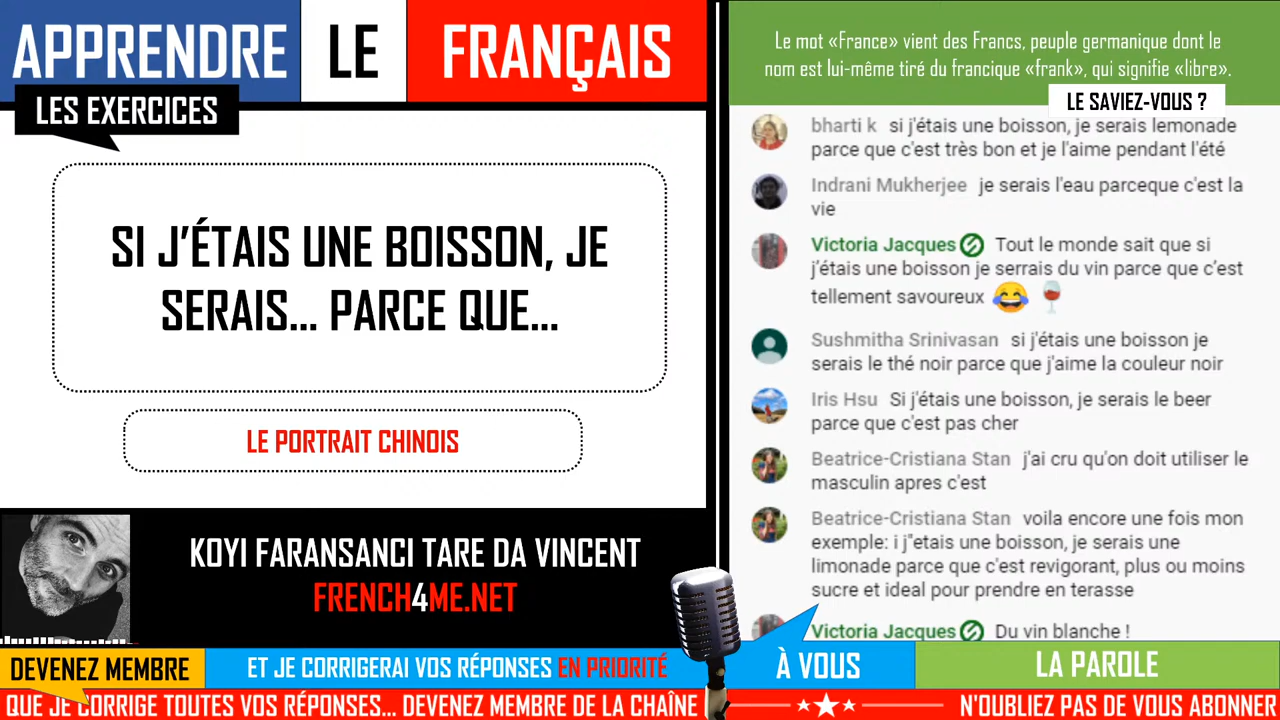 APPRENDRE LE FRANÇAIS
LES EXERCICES
SI J'ÉTAIS UNE BOISSON, JE
SERAIS... PARCE QUE...
LE PORTRAIT CHINOIS
KOYI FARANSANCI TARE DA VINCENT
FRENCH4ME.NET
DEVENEZ MEMBRE
ET JE CORRIGERAI VOS RÉPONSES EN PRIORITÉ
Le mot «France» vient des Francs, peuple germanique dont le
nom est lui-même tiré du francique «frank», qui signifie «libre».
LE SAVIEZ-VOUS ?
bharti k si j'étais une boisson, je serais lemonade
parce que c'est très bon et je l'aime pendant l'été
Indrani Mukherjee je serais l'eau parceque c'est la
vie
Victoria Jacques Tout le monde sait que si
j'étais une boisson je serrais du vin parce que c'est
tellement savoureux 😂 🍷
Sushmitha Srinivasan si j'étais une boisson je
serais le thé noir parce que j'aime la couleur noir
Iris Hsu Si j'étais une boisson, je serais le beer
parce que c'est pas cher
Beatrice-Cristiana Stan j'ai cru qu'on doit utiliser le
masculin apres c'est
Beatrice-Cristiana Stan voila encore une fois mon
exemple: i j"etais une boisson, je serais une
limonade parce que c'est revigorant, plus ou moins
sucre et ideal pour prendre en terasse
Victoria Jacques Du vin blanche !
À VOUS
LA PAROLE
QUE JE CORRIGE TOUTES VOS RÉPONSES... DEVENEZ MEMBRE DE LA CHAÎNE
N'OUBLIEZ PAS DE VOUS ABONNER